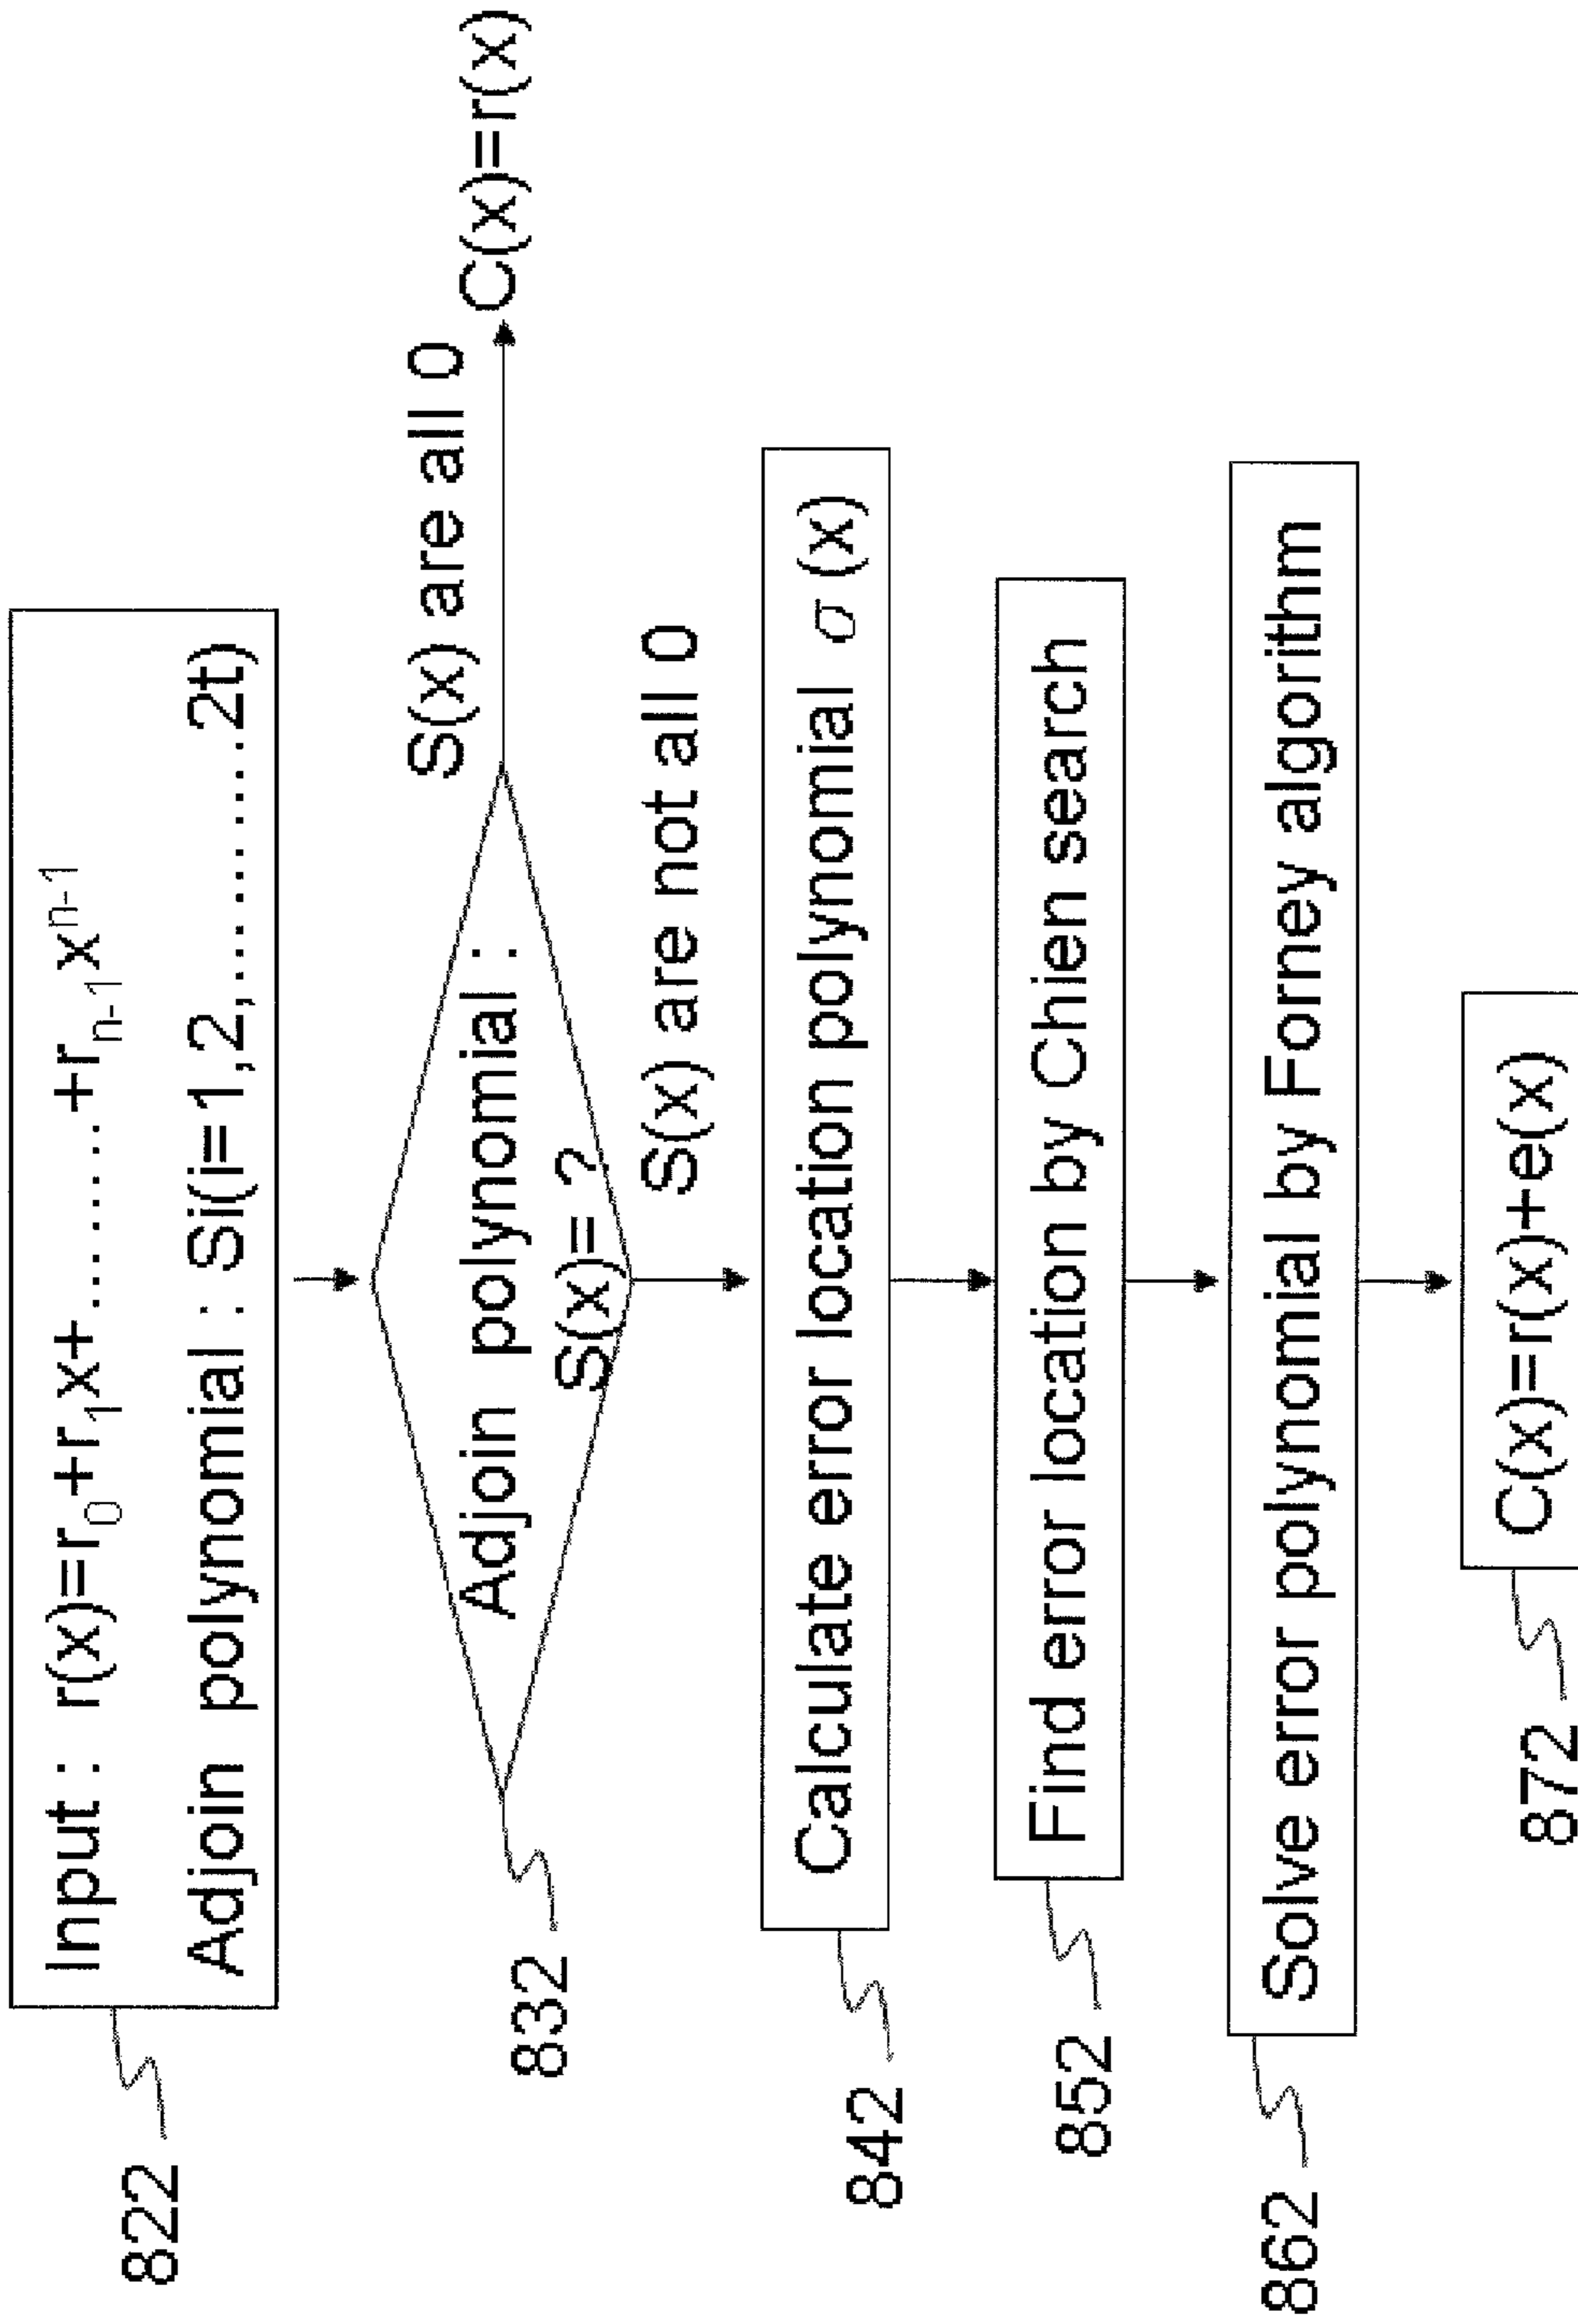 822
Input : r(x)=r₀+r₁x+........+rₙ₋₁xⁿ⁻¹
Adjoin polynomial : Si(i=1,2,..........2t)
832
Adjoin polynomial :
S(x)= ?
S(x) are all 0
C(x)=r(x)
S(x) are not all 0
842
Calculate error location polynomial σ (x)
852
Find error location by Chien search
862
Solve error polynomial by Forney algorithm
872
C(x)=r(x)+e(x)